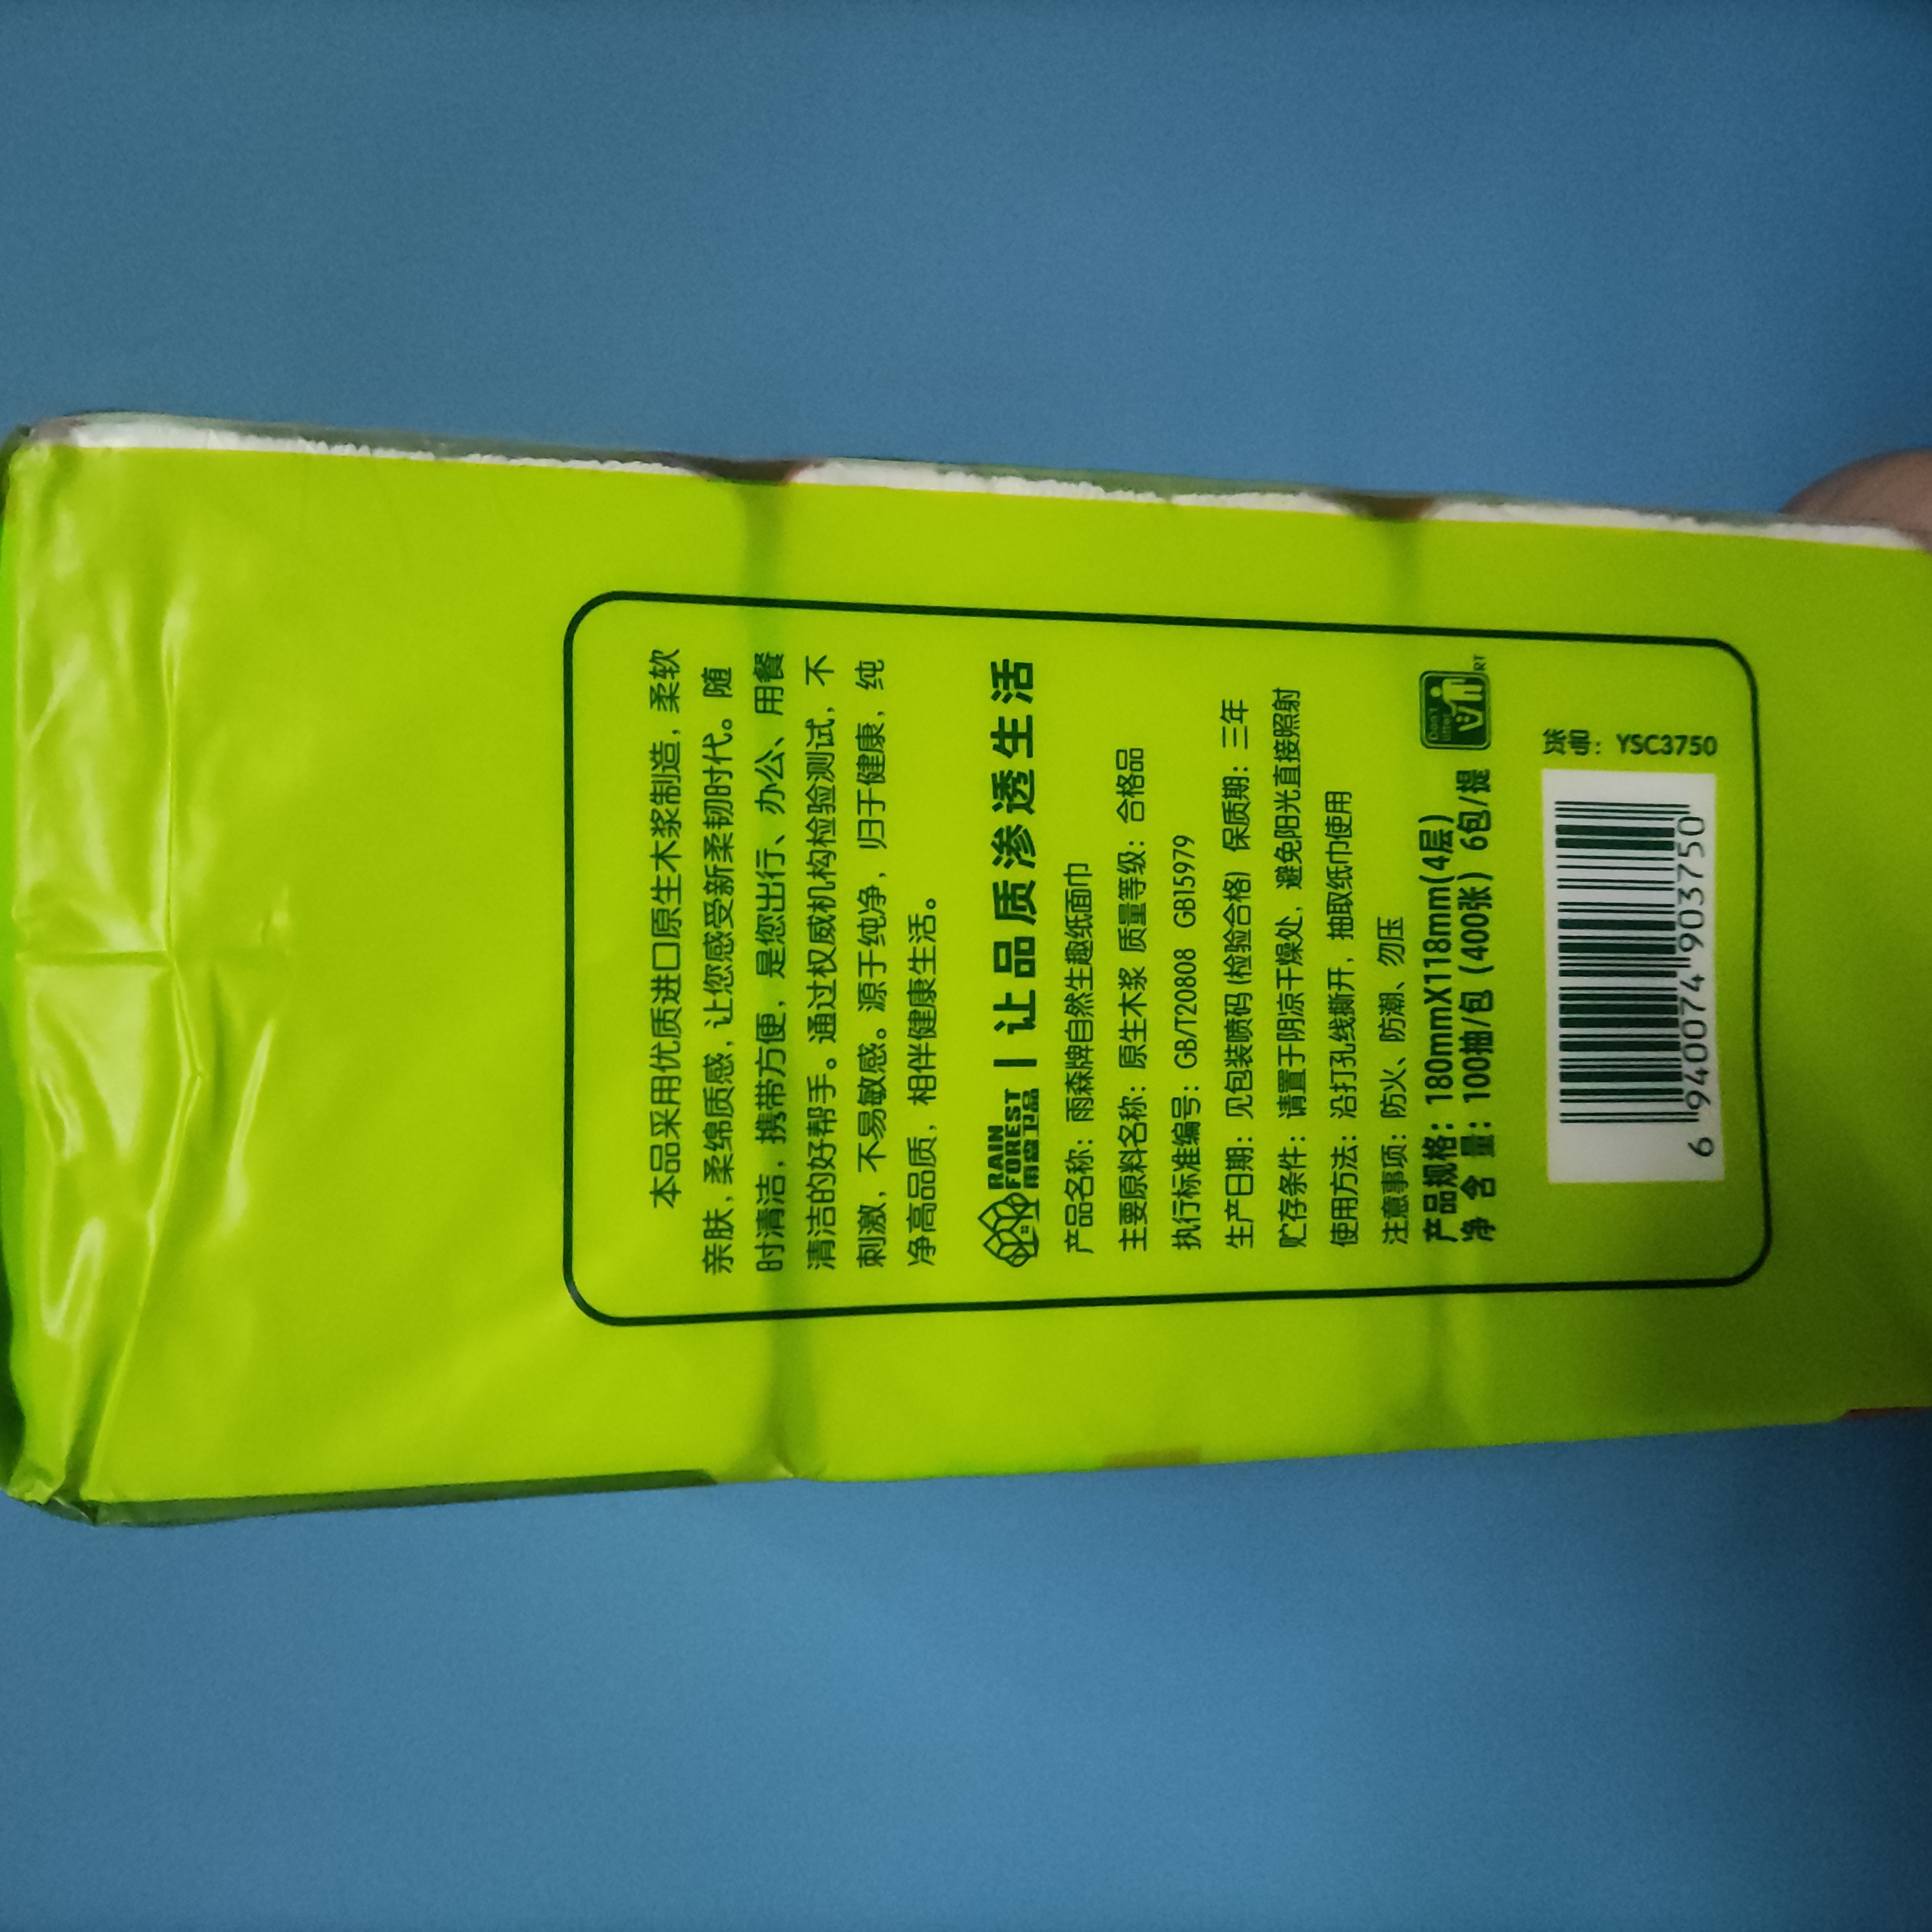 本品采用优质进口原生木浆制造，柔软
亲肤，柔绵质感，让您感受新柔韧时代。随
时清洁，携带方便，是您出行、办公、用餐
清洁的好帮手。通过权威机构检验测试，不
刺激，不易敏感。源于纯净，归于健康，纯
净高品质，相伴健康生活。
RAIN
FOREST
雨森卫品
让品质渗透生活
产品名称：雨森牌自然生趣纸面巾
主要原料名称：原生木浆 质量等级：合格品
执行标准编号：GB/T20808 GB15979
生产日期：见包装喷码(检验合格) 保质期：三年
贮存条件：请置于阴凉干燥处，避免阳光直接照射
使用方法：沿打孔线撕开，抽取纸巾使用
注意事项：防火、防潮、勿压
产品规格：180mmX118mm(4层)
净含量：100抽/包(400张) 6包/提
Don't
litter
RT
货号：YSC3750
6940074903750